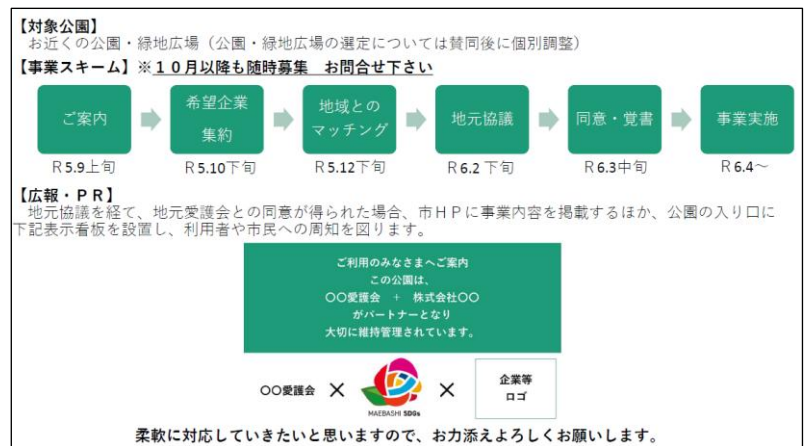 【対象公園】
お近くの公園・緑地広場（公園・緑地広場の選定については賛同後に個別調整）
【事業スキーム】※１０月以降も随時募集　お問合せ下さい
ご案内
希望企業
集約
地域との
マッチング
地元協議
同意・覚書
事業実施
R5.9上旬
R5.10下旬
R5.12下旬
R6.2下旬
R6.3中旬
R6.4～
【広報・ＰＲ】
地元協議を経て、地元愛護会との同意が得られた場合、市ＨＰに事業内容を掲載するほか、公園の入り口に
下記表示看板を設置し、利用者や市民への周知を図ります。
ご利用のみなさまへご案内
この公園は、
○○愛護会　＋　株式会社○○
がパートナーとなり
大切に維持管理されています。
○○愛護会 × × 企業等
ロゴ
MAEBASHI SDGs
柔軟に対応していきたいと思いますので、お力添えよろしくお願いします。